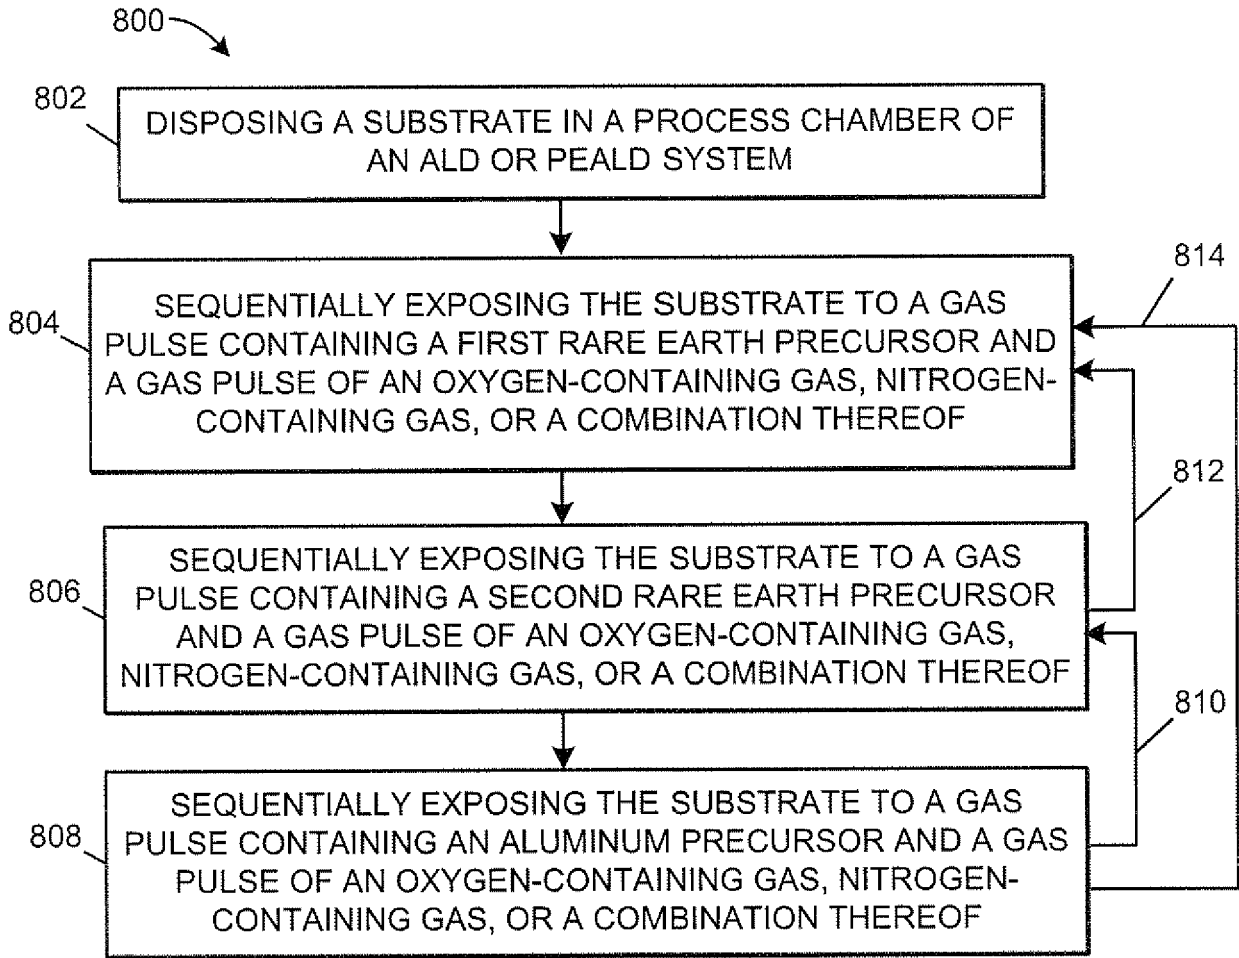 800
802
DISPOSING A SUBSTRATE IN A PROCESS CHAMBER OF
AN ALD OR PEALD SYSTEM
814
804
SEQUENTIALLY EXPOSING THE SUBSTRATE TO A GAS
PULSE CONTAINING A FIRST RARE EARTH PRECURSOR AND
A GAS PULSE OF AN OXYGEN-CONTAINING GAS, NITROGEN-
CONTAINING GAS, OR A COMBINATION THEREOF
812
806
SEQUENTIALLY EXPOSING THE SUBSTRATE TO A GAS
PULSE CONTAINING A SECOND RARE EARTH PRECURSOR
AND A GAS PULSE OF AN OXYGEN-CONTAINING GAS,
NITROGEN-CONTAINING GAS, OR A COMBINATION THEREOF
810
808
SEQUENTIALLY EXPOSING THE SUBSTRATE TO A GAS
PULSE CONTAINING AN ALUMINUM PRECURSOR AND A GAS
PULSE OF AN OXYGEN-CONTAINING GAS, NITROGEN-
CONTAINING GAS, OR A COMBINATION THEREOF